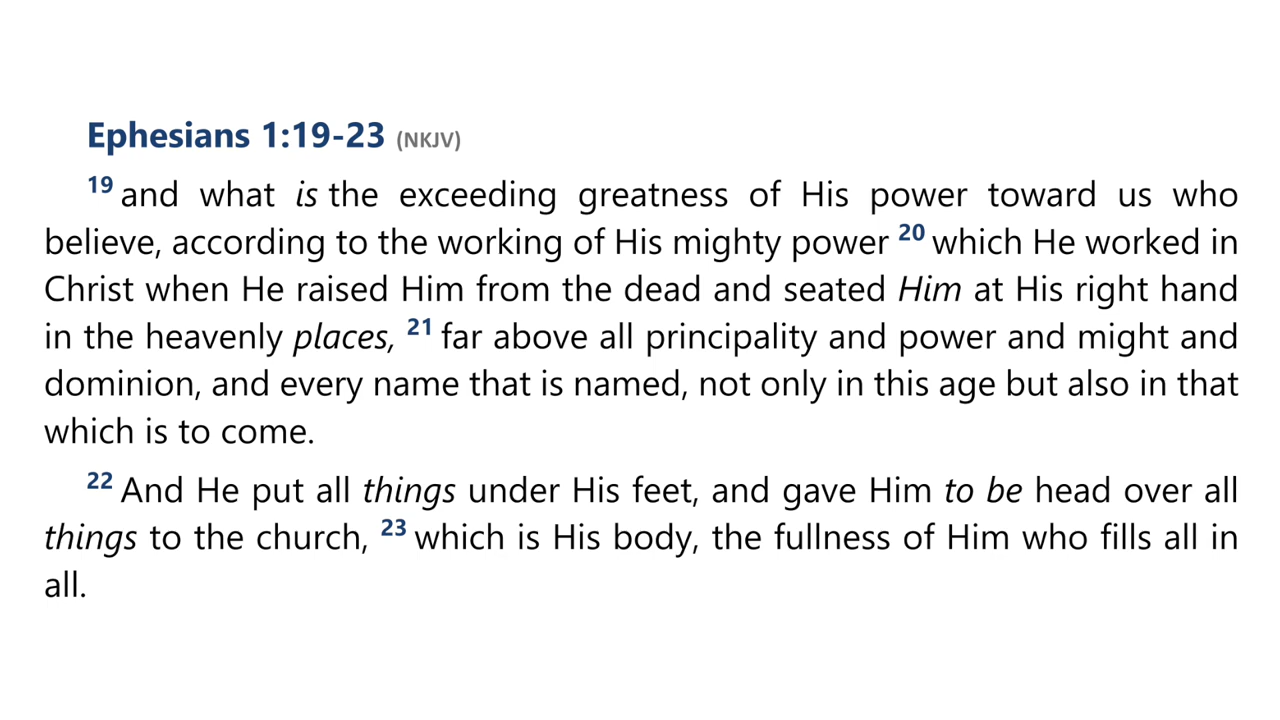 Ephesians 1:19-23 (NKJV)
19 and what is the exceeding greatness of His power toward us who
believe, according to the working of His mighty power 20 which He worked in
Christ when He raised Him from the dead and seated Him at His right hand
in the heavenly places, 21 far above all principality and power and might and
dominion, and every name that is named, not only in this age but also in that
which is to come.
22 And He put all things under His feet, and gave Him to be head over all
things to the church, 23 which is His body, the fullness of Him who fills all in
all.